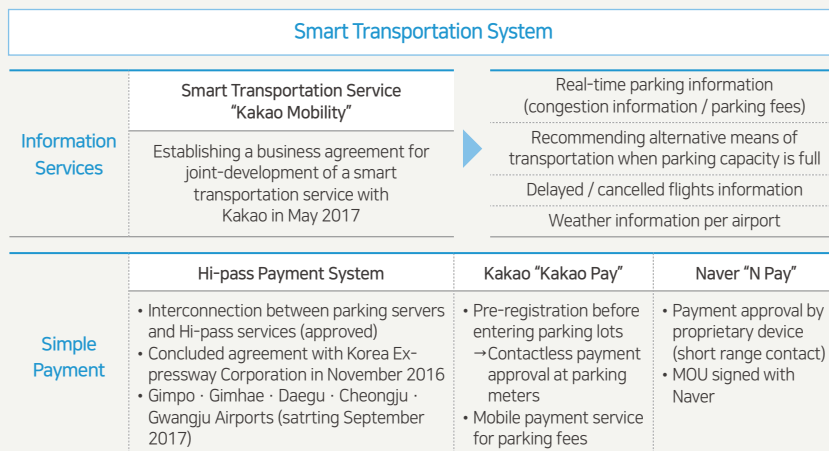 Smart Transportation System
Information
Services
Smart Transportation Service
“Kakao Mobility”
Establishing a business agreement for
joint-development of a smart
transportation service with
Kakao in May 2017
Real-time parking information
(congestion information / parking fees)
Recommending alternative means of
transportation when parking capacity is full
Delayed / cancelled flights information
Weather information per airport
Simple
Payment
Hi-pass Payment System
• Interconnection between parking servers
and Hi-pass services (approved)
• Concluded agreement with Korea Ex-
pressway Corporation in November 2016
• Gimpo · Gimhae · Daegu · Cheongju ·
Gwangju Airports (satrting September
2017)
Kakao “Kakao Pay”
• Pre-registration before
entering parking lots
→Contactless payment
approval at parking
meters
• Mobile payment service
for parking fees
Naver “N Pay”
• Payment approval by
proprietary device
(short range contact)
• MOU signed with
Naver